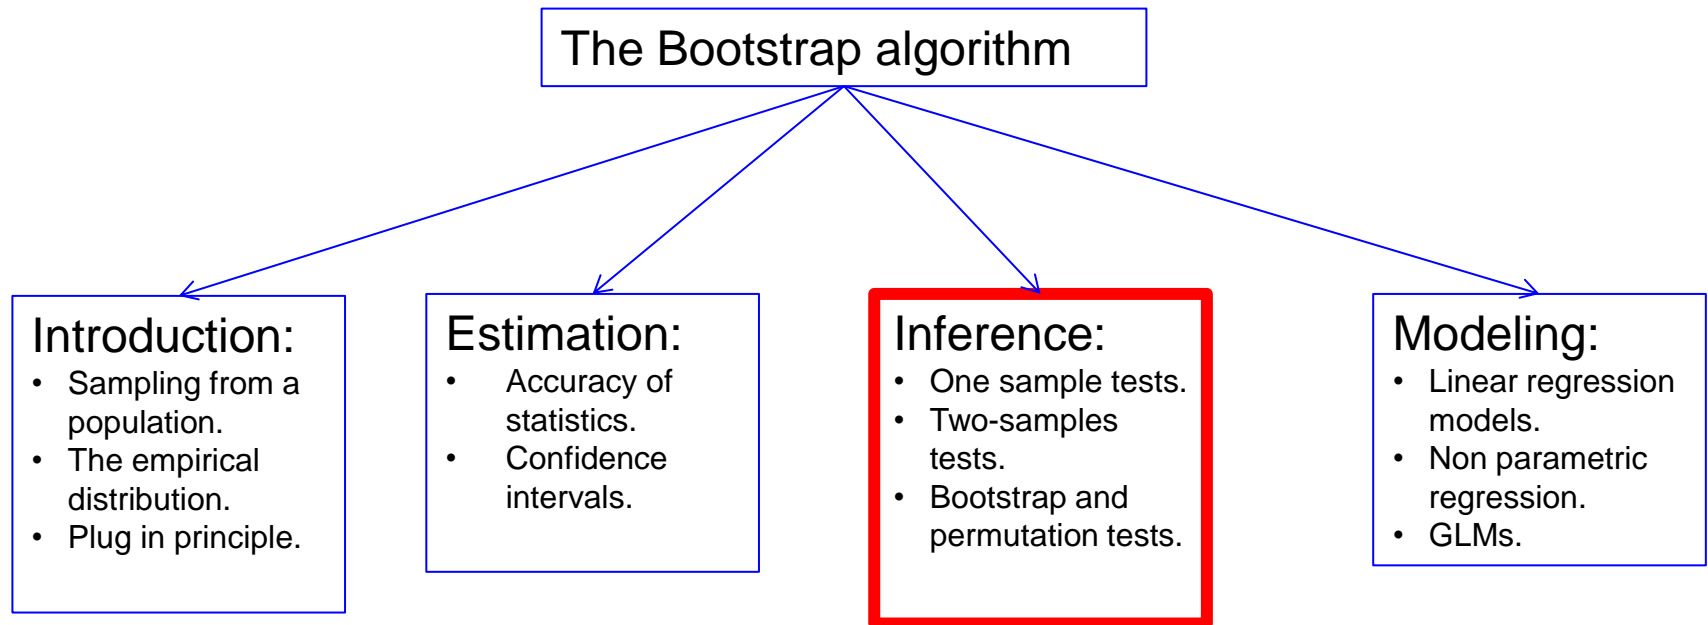 The Bootstrap algorithm
Introduction:
• Sampling from a
population.
• The empirical
distribution.
• Plug in principle.
Estimation:
• Accuracy of
statistics.
• Confidence
intervals.
Inference:
• One sample tests.
• Two-samples
tests.
• Bootstrap and
permutation tests.
Modeling:
• Linear regression
models.
• Non parametric
regression.
• GLMs.